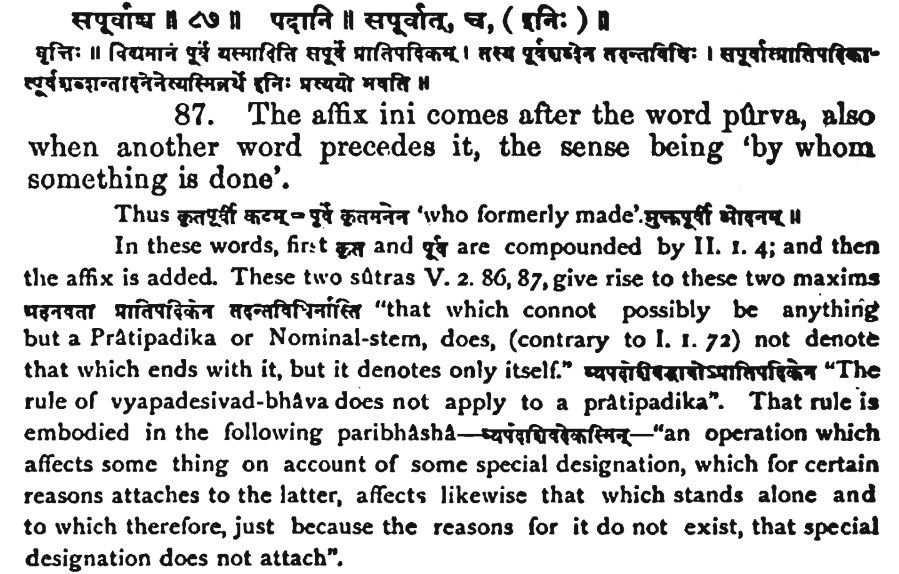 सपूर्वाच्च ॥ ८७ ॥ पदानि ॥ सपूर्वात्, च, ( इनिः ) ॥
वृत्तिः ॥ विद्यमानं पूर्वं यस्मादिति सपूर्वं प्रातिपदिकम् । तस्य पूर्वशब्देन तदन्तविधिः । सपूर्वात्प्रातिपदिका-
त्पूर्वशब्दान्तादनेनेत्यस्मिन्नर्थे इनिः प्रत्ययो भवति ॥
87. The affix ini comes after the word pûrva, also
when another word precedes it, the sense being ‘by whom
something is done’.
Thus कृतपूर्वी कटम् = पूर्वं कृतमनेन ‘who formerly made’. भुक्तपूर्वी ओदनम् ॥
In these words, first कृत and पूर्व are compounded by II. 1. 4; and then
the affix is added. These two sûtras V. 2. 86, 87, give rise to these two maxims
प्रातिपदिकेन तदन्तविधिर्नास्ति “that which connot possibly be anything
but a Prâtipadika or Nominal-stem, does, (contrary to I. 1. 72) not denote
that which ends with it, but it denotes only itself.” “The
rule of vyapadesivad-bhâva does not apply to a prâtipadika”. That rule is
embodied in the following paribhâshâ— —“an operation which
affects some thing on account of some special designation, which for certain
reasons attaches to the latter, affects likewise that which stands alone and
to which therefore, just because the reasons for it do not exist, that special
designation does not attach”.